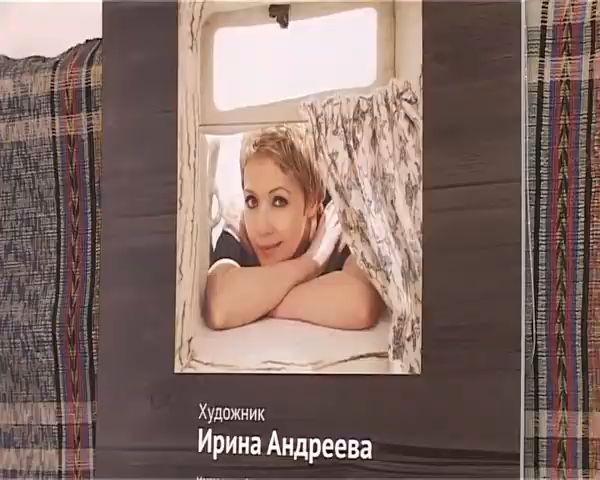 Художник
Ирина Андреева